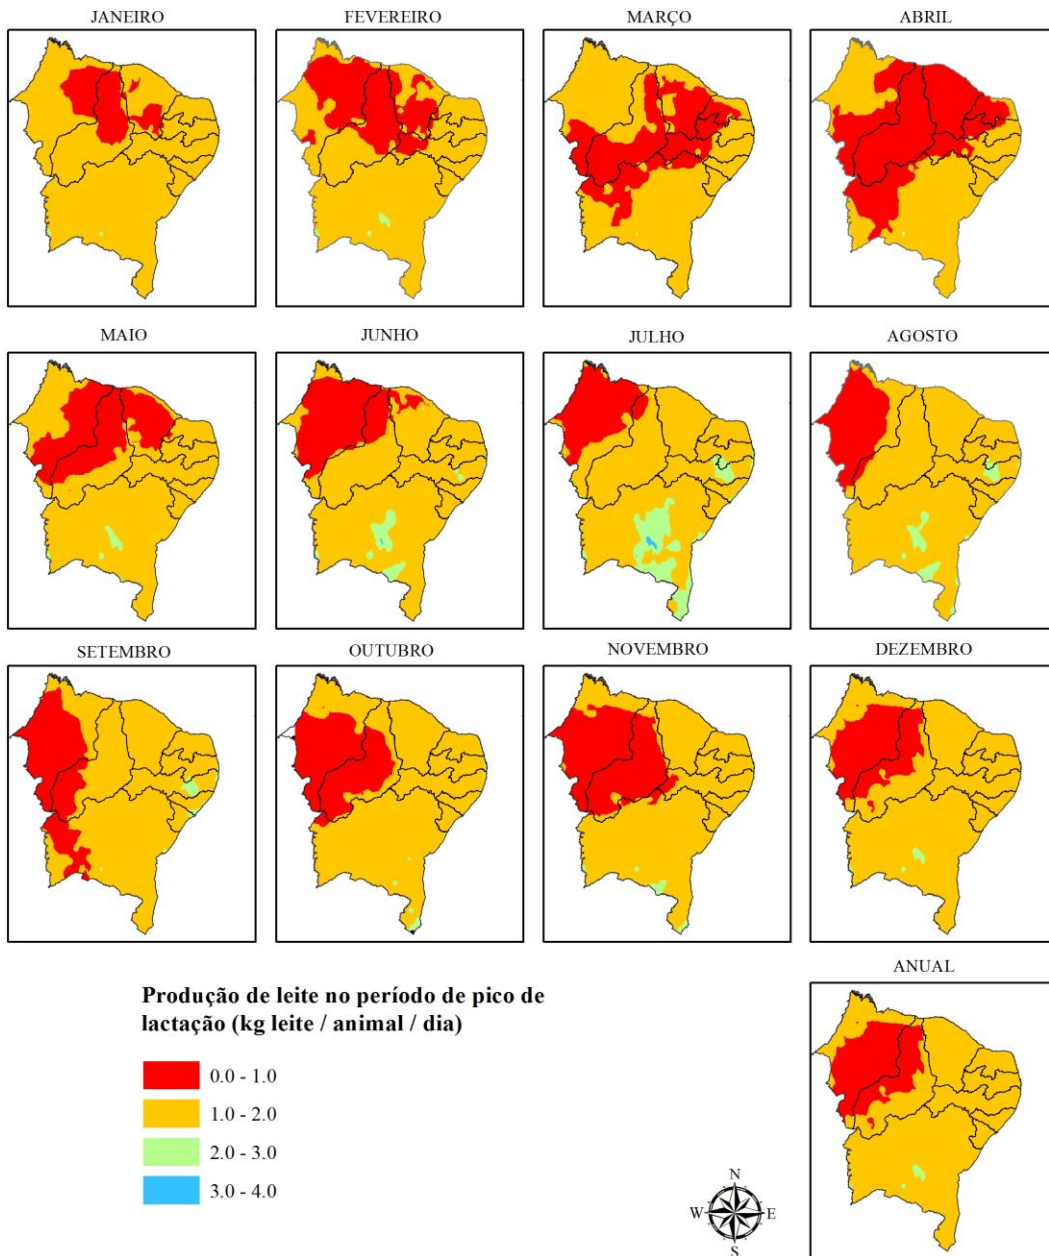 JANEIRO
FEVEREIRO
MARÇO
ABRIL
MAIO
JUNHO
JULHO
AGOSTO
SETEMBRO
OUTUBRO
NOVEMBRO
DEZEMBRO
ANUAL
Produção de leite no período de pico de
lactação (kg leite / animal / dia)
0.0 - 1.0
1.0 - 2.0
2.0 - 3.0
3.0 - 4.0
N
W
E
S